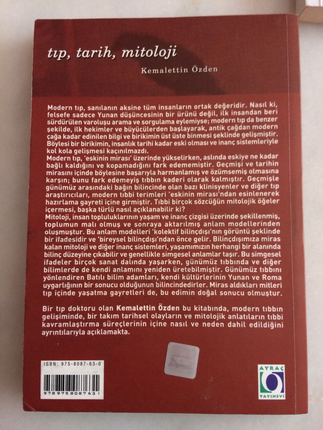 tıp, tarih, mitoloji
Kemalettin Özden
Modern tıp, sanılanın aksine tüm insanların ortak değeridir. Nasıl ki,
felsefe sadece Yunan düşüncesinin bir ürünü değil, ilk insandan beri
sürdürülen varoluşu arama ve sorgulama eylemiyse; modern tıp da benzer
şekilde, ilk hekimler ve büyücülerden başlayarak, antik çağdan modern
çağa kadar edinilen bilgi ve birikimin üst üste binmesi şeklinde gelişmiştir.
Böylesi bir birikimin, insanlık tarihi kadar eski olması ve inanç sistemleriyle
kol kola gelişmesi kaçınılmazdı.
Modern tıp, 'eskinin mirası' üzerinde yükselirken, aslında eskiye ne kadar
bağlı kaldığını ve kopamadığını fark edememiştir. Geçmişi ve tarihin
mirasını içinde böylesine başarıyla harmanlamış ve özümsemiş olmasına
karşın; bunu fark edemeyiş tıbbın kaderi olarak kalmıştır. Geçmişle
günümüz arasındaki bağın bilincinde olan bazı klinisyenler ve diğer tıp
araştırıcıları, modern tıbbi terimleri 'eskinin mirası'nden esinlenerek
hazırlama gayreti içine girmiştir. Tıbbi birçok sözcüğün mitolojik öğeler
içermesi, başka türlü nasıl açıklanabilir ki?
Mitoloji, insan topluluklarının yaşam ve inanç çizgisi üzerinde şekillenmiş,
toplumun malı olmuş ve sonraya aktarılmış anlam modellerinden
oluşmuştur. Bu anlam modelleri 'kolektif bilinçdışı'nın görüntü şeklinde
bir ifadesidir ve 'bireysel bilinçdışı'ndan önce gelir. Bilinçdışımıza miras
kalan mitoloji ve diğer inanç sistemleri, yaşamımızın herhangi bir alanında
bilinç düzeyine çıkabilir ve genellikle simgesel anlamlar taşır. Bu simgesel
ifadeler birçok sanat dalında yaşarken, günümüz tıbbında ve diğer
bilimlerde de kendi anlamını yeniden üretebilmiştir. Günümüz tıbbını
yönlendiren Batılı bilim adamları, kendi kültürlerinin Yunan ve Roma
uygarlığının bir sonucu olduğunun bilincindedirler. Miras aldıkları mitleri
tıp içinde yaşatma gayretleri de, bu edimin doğal sonucu olmuştur.
Bir tıp doktoru olan Kemalettin Özden bu kitabında, modern tıbbın
gelişiminde, bir takım tarihsel olayların ve mitolojik anlatıların tıbbi
kavramlaştırma süreçlerinin içine nasıl ve neden dahil edildiğini
ayrıntılarıyla açıklamakta.
ISBN: 975-8087-63-0
9 789758 087631
AYRAÇ
YAYINEVİ